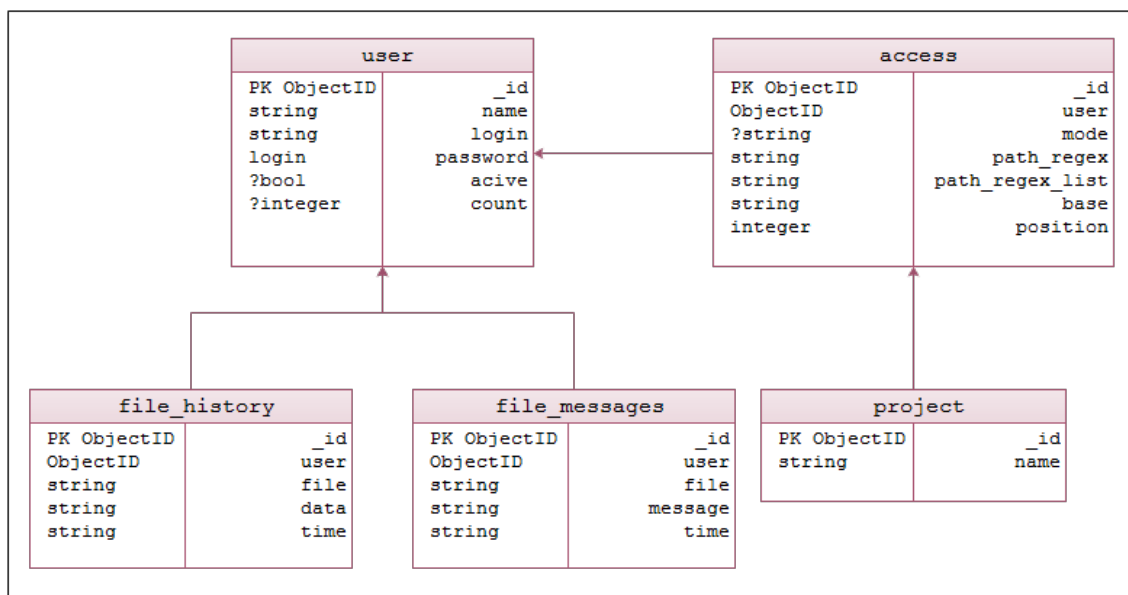 user
PK ObjectID _id
string name
string login
login password
?bool acive
?integer count
access
PK ObjectID _id
ObjectID user
?string mode
string path_regex
string path_regex_list
string base
integer position
file_history
PK ObjectID _id
ObjectID user
string file
string data
string time
file_messages
PK ObjectID _id
ObjectID user
string file
string message
string time
project
PK ObjectID _id
string name